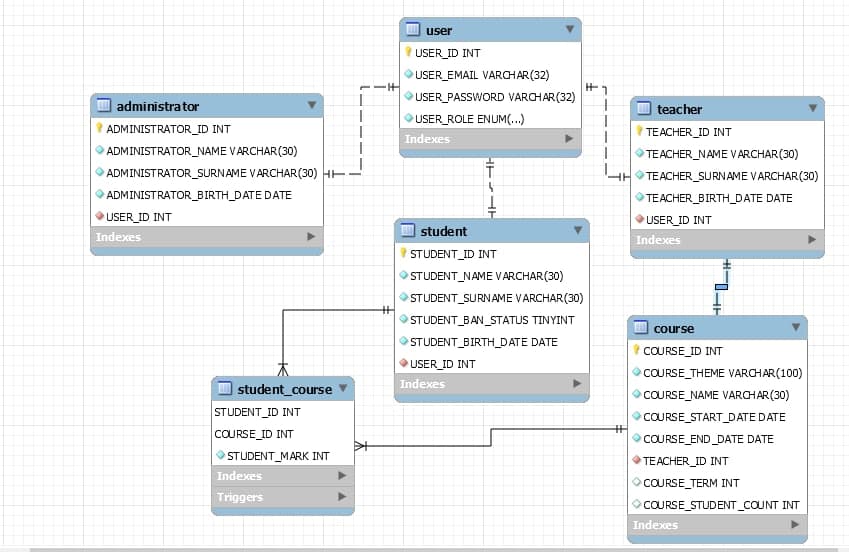 user
USER_ID INT
USER_EMAIL VARCHAR(32)
USER_PASSWORD VARCHAR(32)
USER_ROLE ENUM(...)
Indexes
administrator
ADMINISTRATOR_ID INT
ADMINISTRATOR_NAME VARCHAR(30)
ADMINISTRATOR_SURNAME VARCHAR(30)
ADMINISTRATOR_BIRTH_DATE DATE
USER_ID INT
Indexes
teacher
TEACHER_ID INT
TEACHER_NAME VARCHAR(30)
TEACHER_SURNAME VARCHAR(30)
TEACHER_BIRTH_DATE DATE
USER_ID INT
Indexes
student
STUDENT_ID INT
STUDENT_NAME VARCHAR(30)
STUDENT_SURNAME VARCHAR(30)
STUDENT_BAN_STATUS TINYINT
STUDENT_BIRTH_DATE DATE
USER_ID INT
Indexes
course
COURSE_ID INT
COURSE_THEME VARCHAR(100)
COURSE_NAME VARCHAR(30)
COURSE_START_DATE DATE
COURSE_END_DATE DATE
TEACHER_ID INT
COURSE_TERM INT
COURSE_STUDENT_COUNT INT
Indexes
student_course
STUDENT_ID INT
COURSE_ID INT
STUDENT_MARK INT
Indexes
Triggers